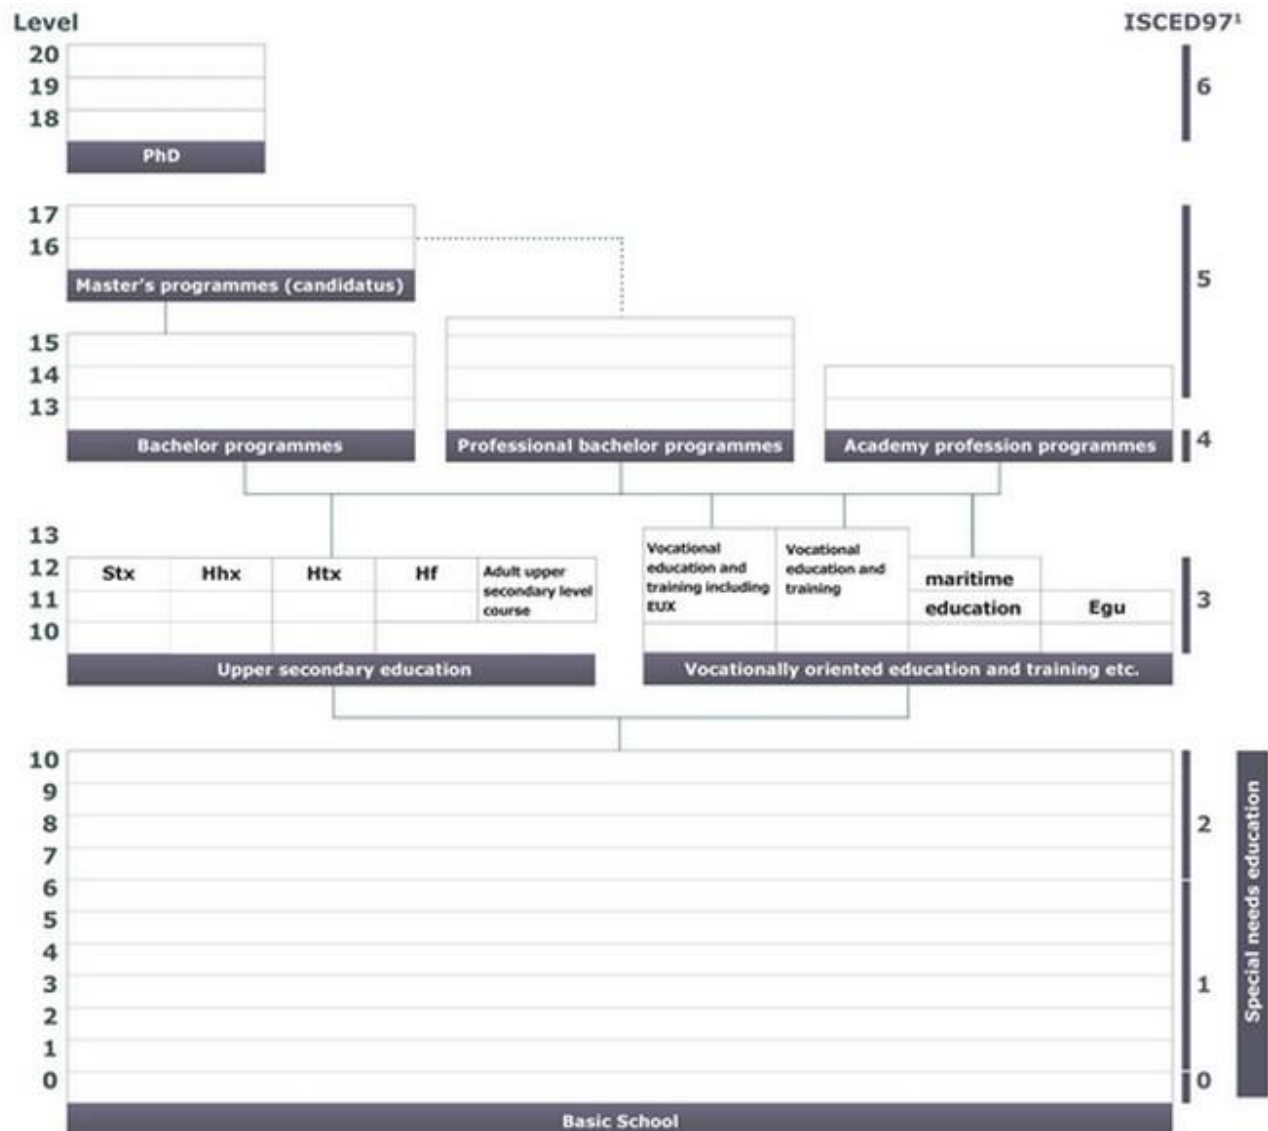 Level
ISCED97¹
20
19
18
6
PhD
17
16
Master's programmes (candidatus)
5
15
14
13
Bachelor programmes
Professional bachelor programmes
Academy profession programmes
4
13
12
11
10
Stx
Hhx
Htx
Hf
Adult upper
secondary level
course
Vocational
education and
training including
EUX
Vocational
education and
training
maritime
education
Egu
3
Upper secondary education
Vocationally oriented education and training etc.
10
9
8
7
6
5
4
3
2
1
0
2
1
0
Special needs education
Basic School